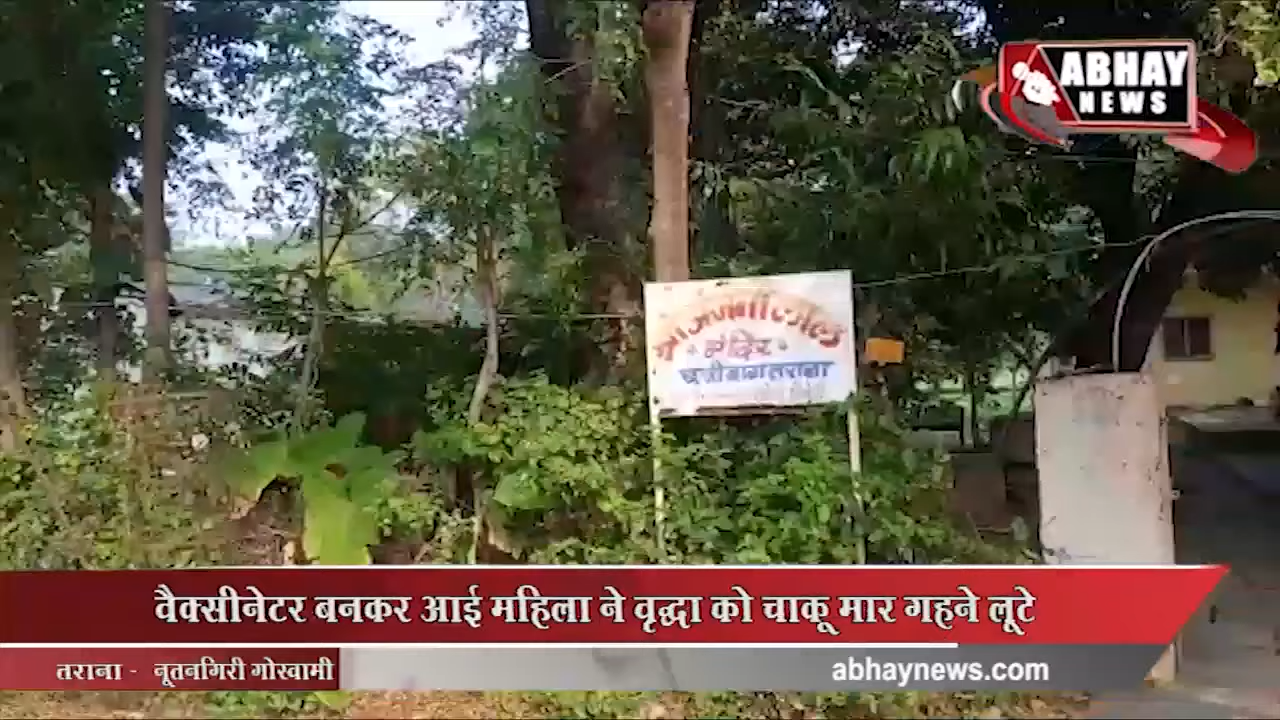 ABHAY
NEWS
मंदिर
वैक्सीनेटर बनकर आई महिला ने वृद्धा को चाकू मार गहने लूटे
तराना - नूतनगिरी गोस्वामी
abhaynews.com